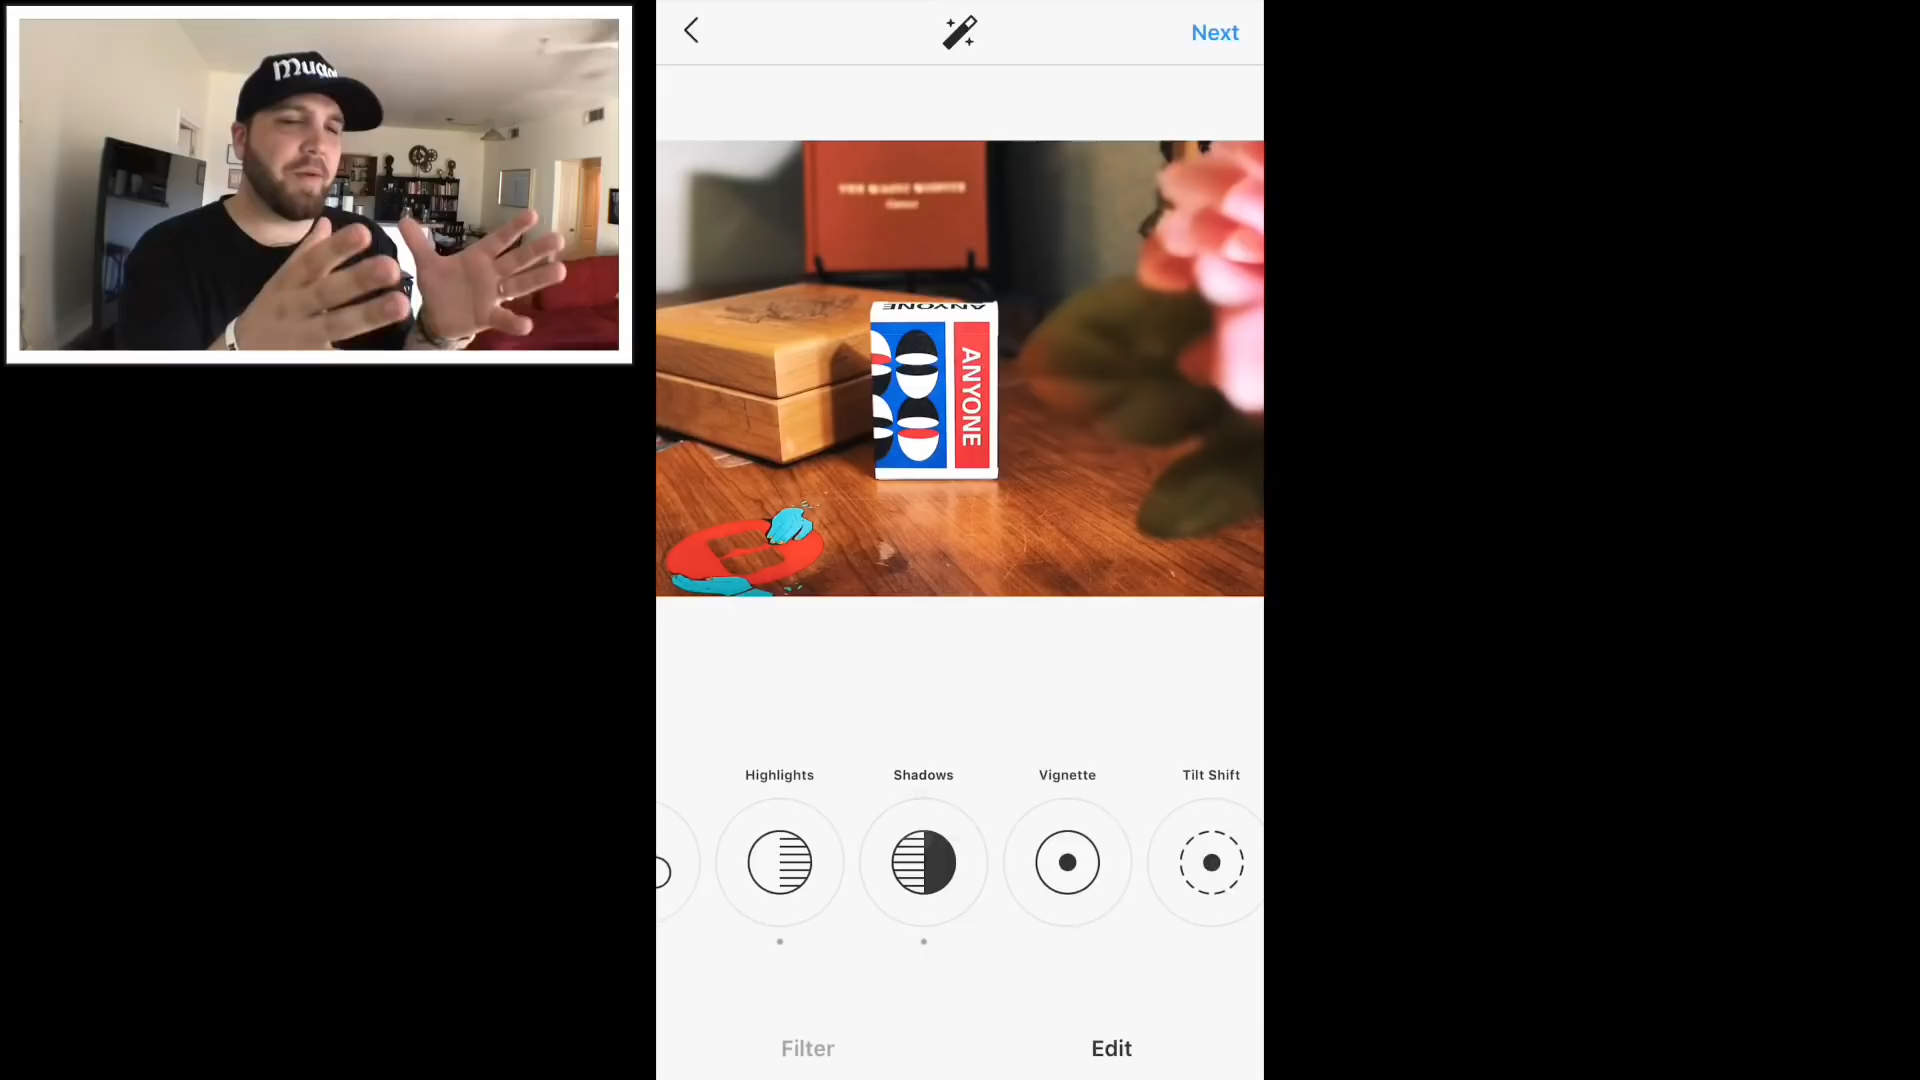 Next
ANYONE
ANYONE
Highlights
Shadows
Vignette
Tilt Shift
Filter
Edit